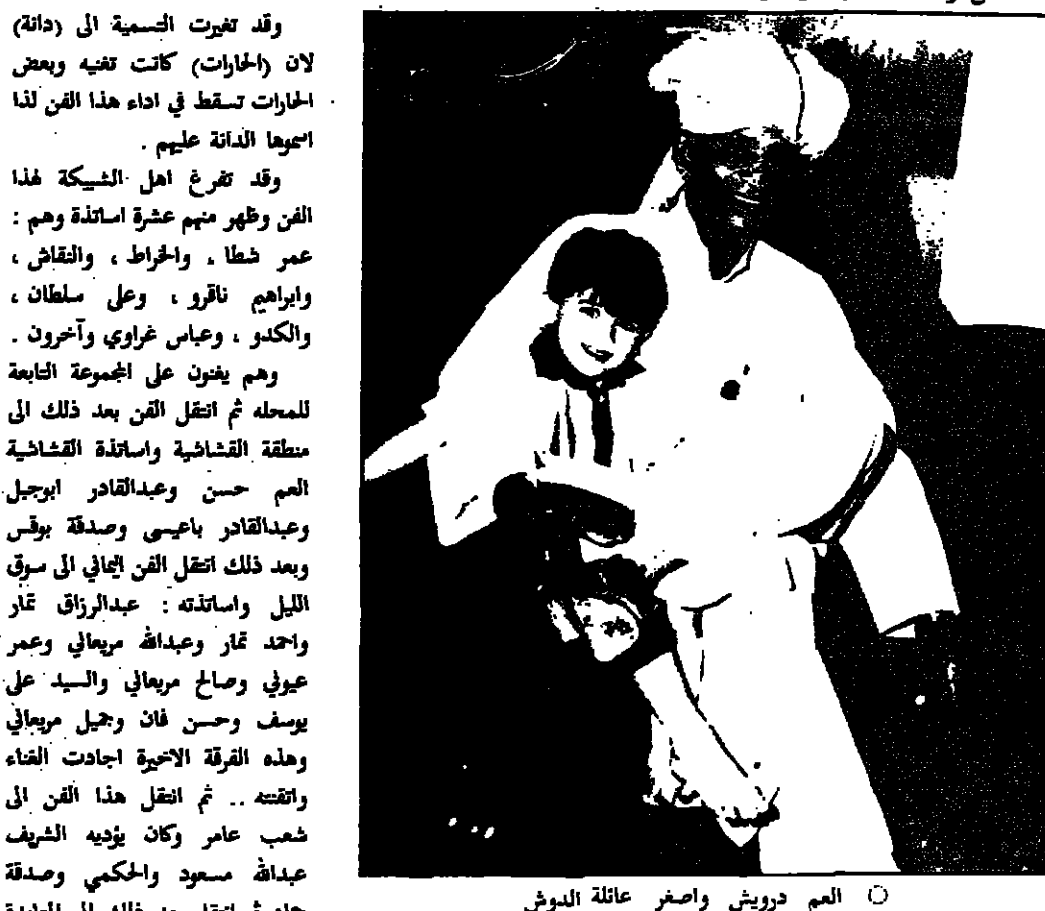 وقد تغيرت التسمية الى (دانة)
لان (الحارات) كانت تغنيه وبعض
الحارات تسقط في اداء هذا الفن لذا
اسموها الدانة عليهم .
وقد تفرغ اهل الشبيكة لهذا
الفن وظهر منهم عشرة اساتذة وهم :
عمر شطا ، والخراط ، والنقاش ،
وابراهيم ناقرو ، وعلى سلطان ،
والكدو ، وعباس غراوي وآخرون .
وهم يغنون على المجموعة التابعة
للمحله ثم انتقل الفن بعد ذلك الى
منطقة القشاشية واساتذة القشاشية
العم حسن وعبدالقادر ابوجيل
وعبدالقادر باعيسى وصدقة بوقس
وبعد ذلك انتقل الفن اليماني الى سوق
الليل واساتذته : عبدالرزاق تمار
واحمد تمار وعبدالله مريعاني وعمر
عيوني وصالح مريعاني والسيد على
يوسف وحسن فان وجميل مريعاني
وهذه الفرقة الاخيرة اجادت الغناء
واتقنته .. ثم انتقل هذا الفن الى
شعب عامر وكان يؤديه الشريف
عبدالله مسعود والحكمي وصدقة
العم درويش واصغر عائلة الدوش